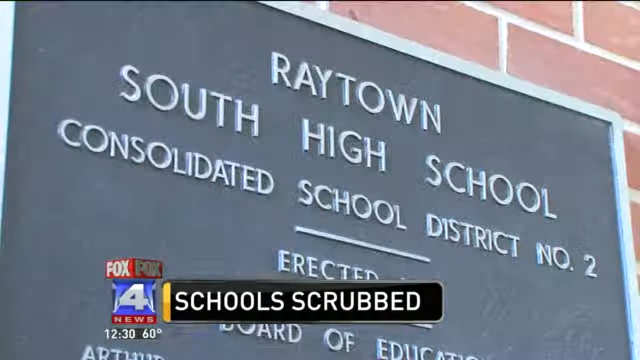 RAYTOWN
SOUTH HIGH SCHOOL
CONSOLIDATED SCHOOL DISTRICT NO. 2
ERECTED
BOARD OF EDUCATION
FOX FOX
4
NEWS
SCHOOLS SCRUBBED
12:30 60°